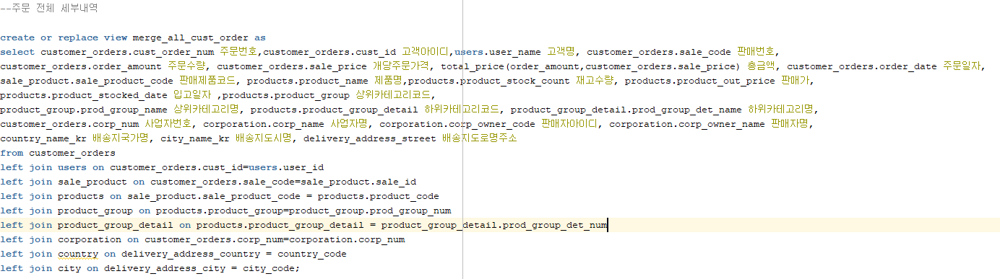 --주문 전체 세부내역
create or replace view merge_all_cust_order as
select customer_orders.cust_order_num 주문번호,customer_orders.cust_id 고객아이디,users.user_name 고객명, customer_orders.sale_code 판매번호,
customer_orders.order_amount 주문수량, customer_orders.sale_price 개당주문가격, total_price(order_amount,customer_orders.sale_price) 총금액, customer_orders.order_date 주문일자,
sale_product.sale_product_code 판매제품코드, products.product_name 제품명,products.product_stock_count 재고수량, products.product_out_price 판매가,
products.product_stocked_date 입고일자 ,products.product_group 상위카테고리코드,
product_group.prod_group_name 상위카테고리명, products.product_group_detail 하위카테고리코드, product_group_detail.prod_group_det_name 하위카테고리명,
customer_orders.corp_num 사업자번호, corporation.corp_name 사업자명, corporation.corp_owner_code 판매자아이디, corporation.corp_owner_name 판매자명,
country_name_kr 배송지국가명, city_name_kr 배송지도시명, delivery_address_street 배송지도로명주소
from customer_orders
left join users on customer_orders.cust_id=users.user_id
left join sale_product on customer_orders.sale_code=sale_product.sale_id
left join products on sale_product.sale_product_code = products.product_code
left join product_group on products.product_group=product_group.prod_group_num
left join product_group_detail on products.product_group_detail = product_group_detail.prod_group_det_num
left join corporation on customer_orders.corp_num=corporation.corp_num
left join country on delivery_address_country = country_code
left join city on delivery_address_city = city_code;